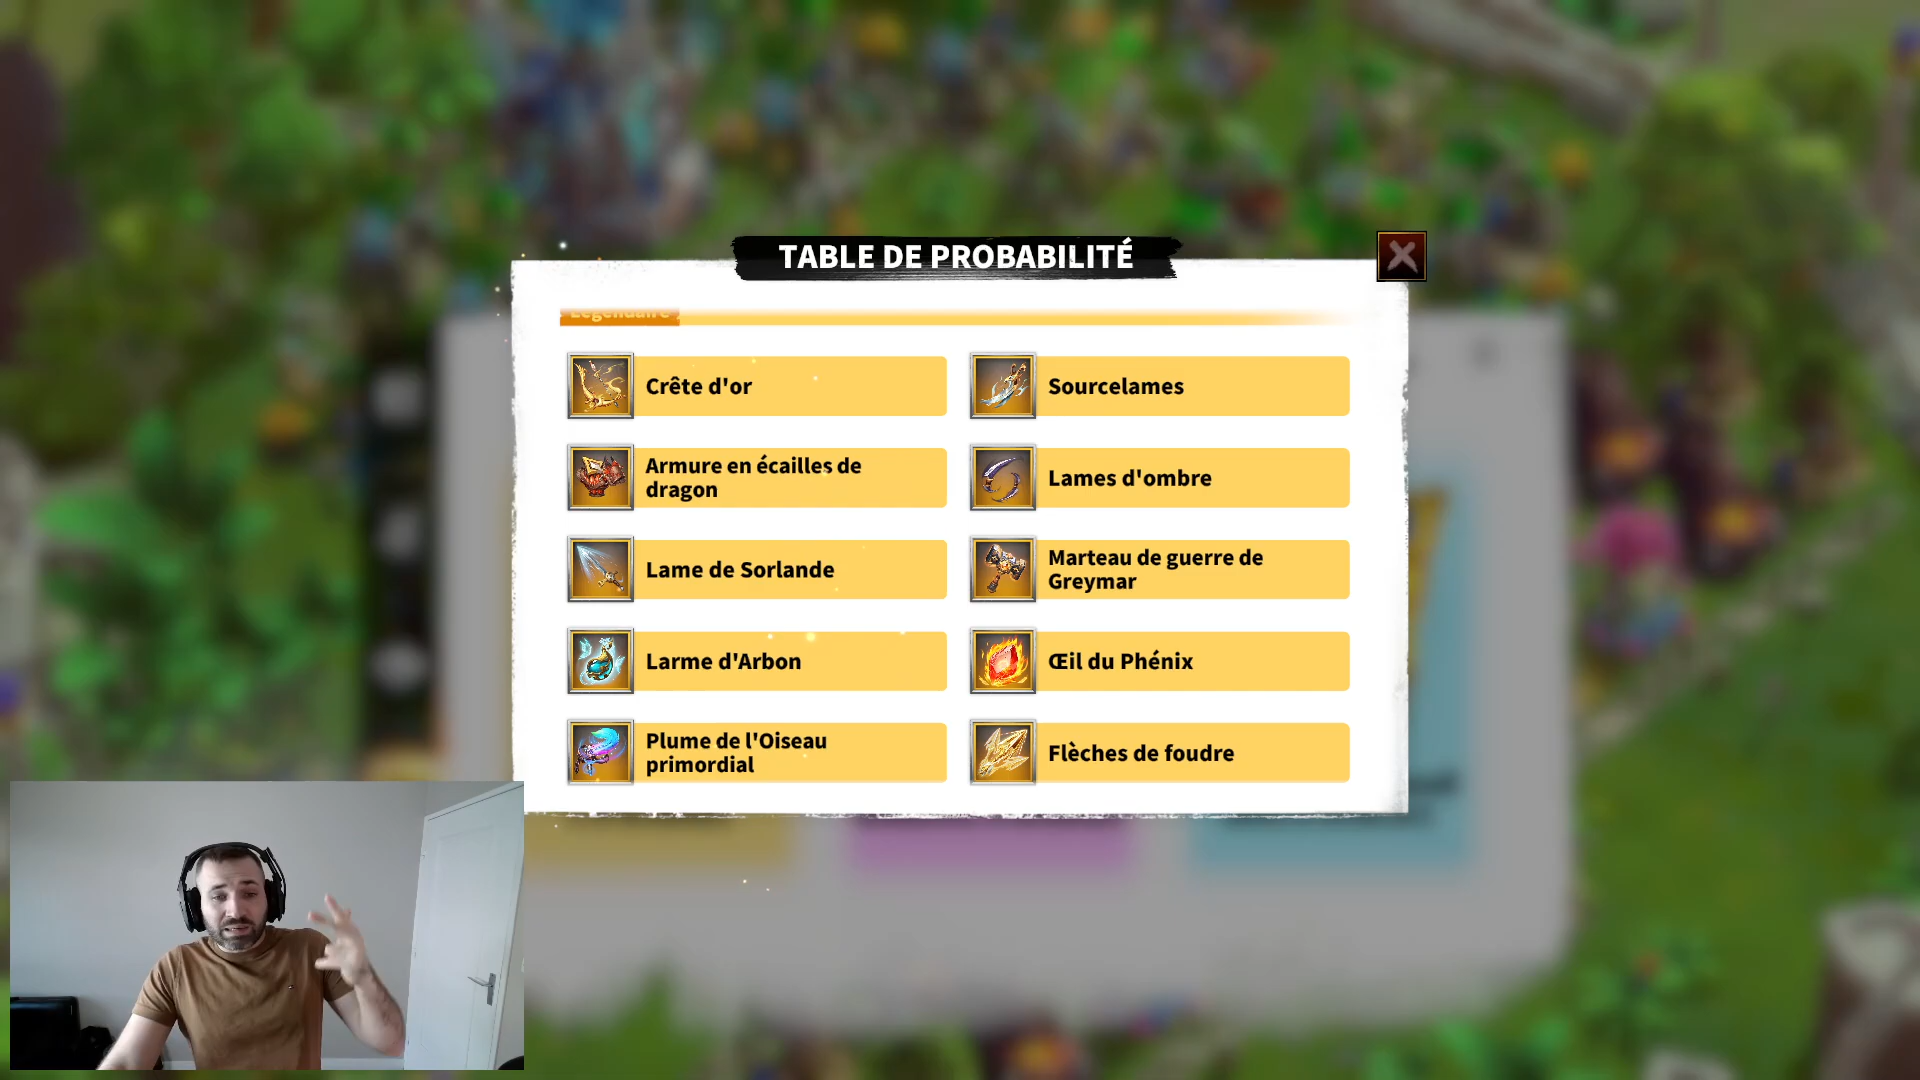 TABLE DE PROBABILITÉ
Légendaire
Crête d'or
Sourcelames
Armure en écailles de
dragon
Lames d'ombre
Lame de Sorlande
Marteau de guerre de
Greymar
Larme d'Arbon
Œil du Phénix
Plume de l'Oiseau
primordial
Flèches de foudre